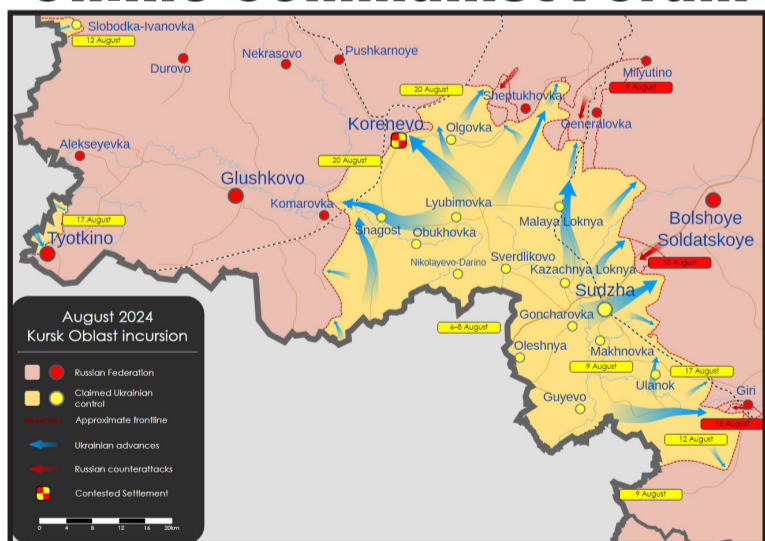 Slobodka-Ivanovka
12 August
Durovo
Nekrasovo
Pushkarnoye
Milyutino
9 August
20 August
Sheptukhovka
Generalovka
Korenevo
Olgovka
20 August
Alekseyevka
Glushkovo
Komarovka
Lyubimovka
Snagost
Obukhovka
Malaya Loknya
Bolshoye
Soldatskoye
17 August
Tyotkino
Nikolayevo-Darino
Sverdlikovo
Kazachnya Loknya
10 August
Sudzha
Goncharovka
6–8 August
Oleshnya
Makhnovka
9 August
Ulanok
17 August
Giri
Guyevo
18 August
12 August
9 August
August 2024
Kursk Oblast incursion
Russian Federation
Claimed Ukrainian
control
Approximate frontline
Ukrainian advances
Russian counterattacks
Contested Settlement
0 4 8 12 16 20km